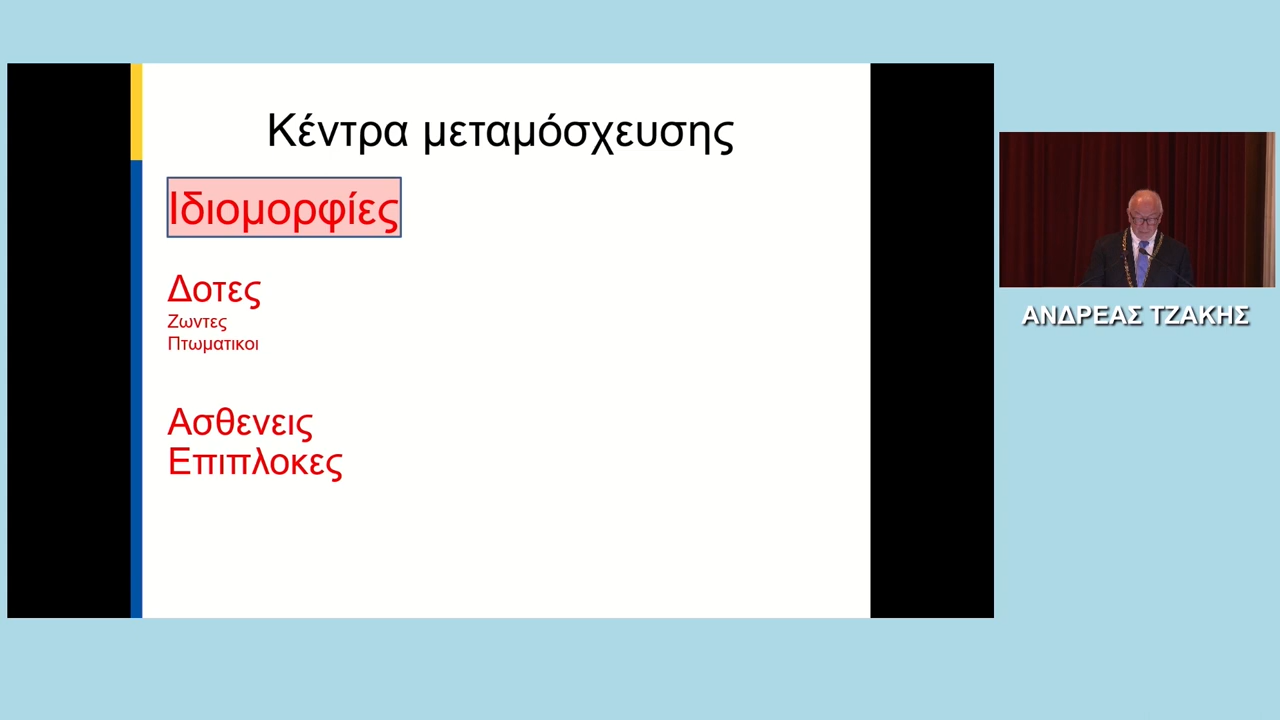 Κέντρα μεταμόσχευσης
Ιδιομορφίες
Δοτες
Ζωντες
Πτωματικοι
Ασθενεις
Επιπλοκες
ΑΝΔΡΕΑΣ ΤΖΑΚΗΣ